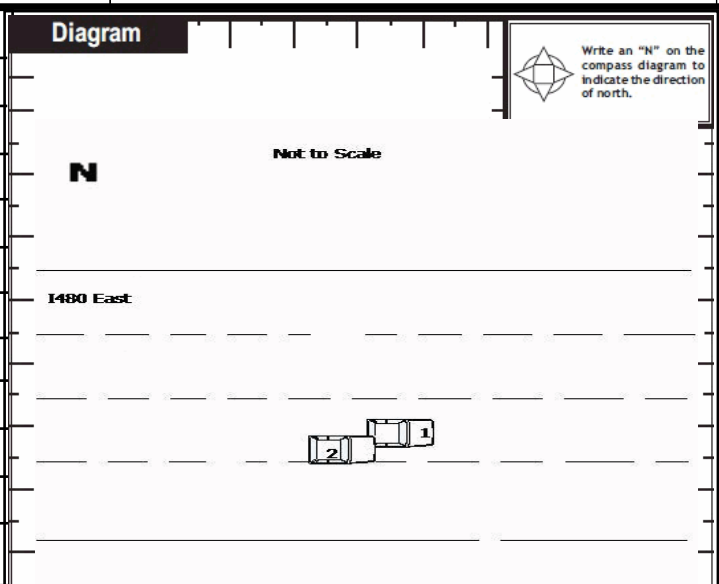 Diagram
Write an “N” on the
compass diagram to
indicate the direction
of north.
Not to Scale
N
I480 East
1
2